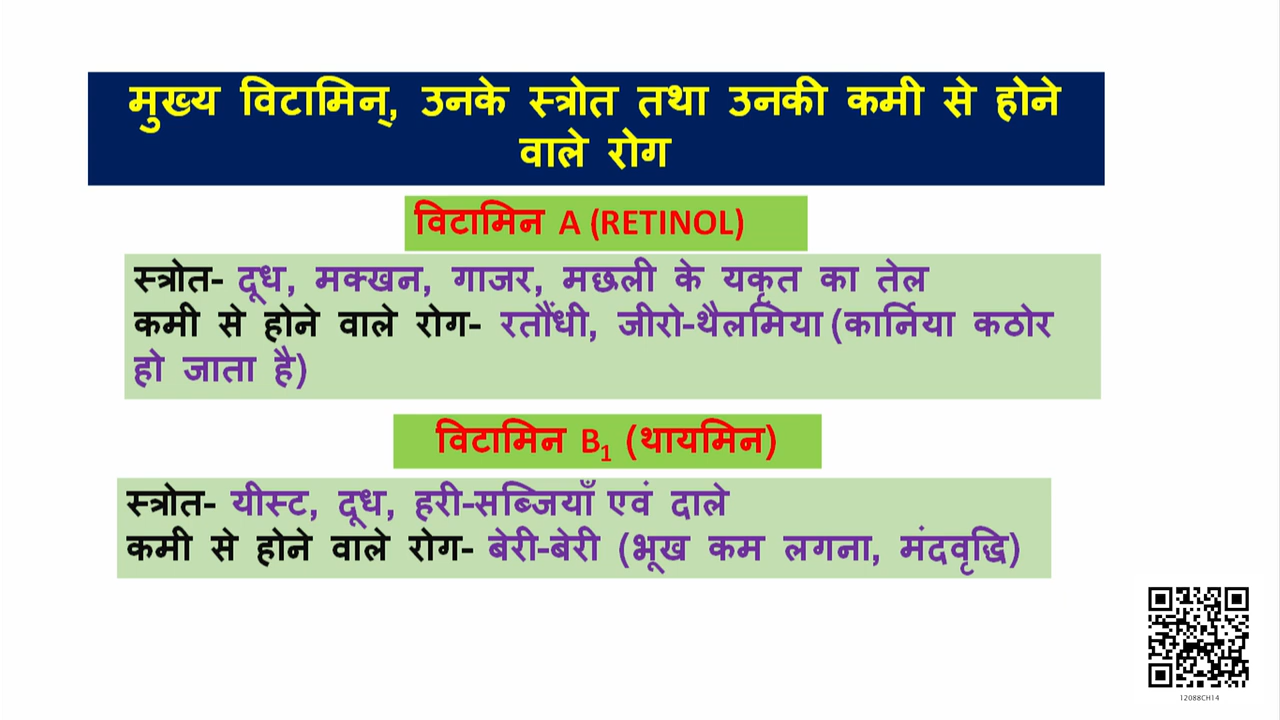 मुख्य विटामिन्, उनके स्त्रोत तथा उनकी कमी से होने
वाले रोग
विटामिन A (RETINOL)
स्त्रोत- दूध, मक्खन, गाजर, मछली के यकृत का तेल
कमी से होने वाले रोग- रतौंधी, जीरो-थैलमिया (कार्निया कठोर
हो जाता है)
विटामिन B₁ (थायमिन)
स्त्रोत- यीस्ट, दूध, हरी-सब्जियाँ एवं दाले
कमी से होने वाले रोग- बेरी-बेरी (भूख कम लगना, मंदवृद्धि)
12088CH14